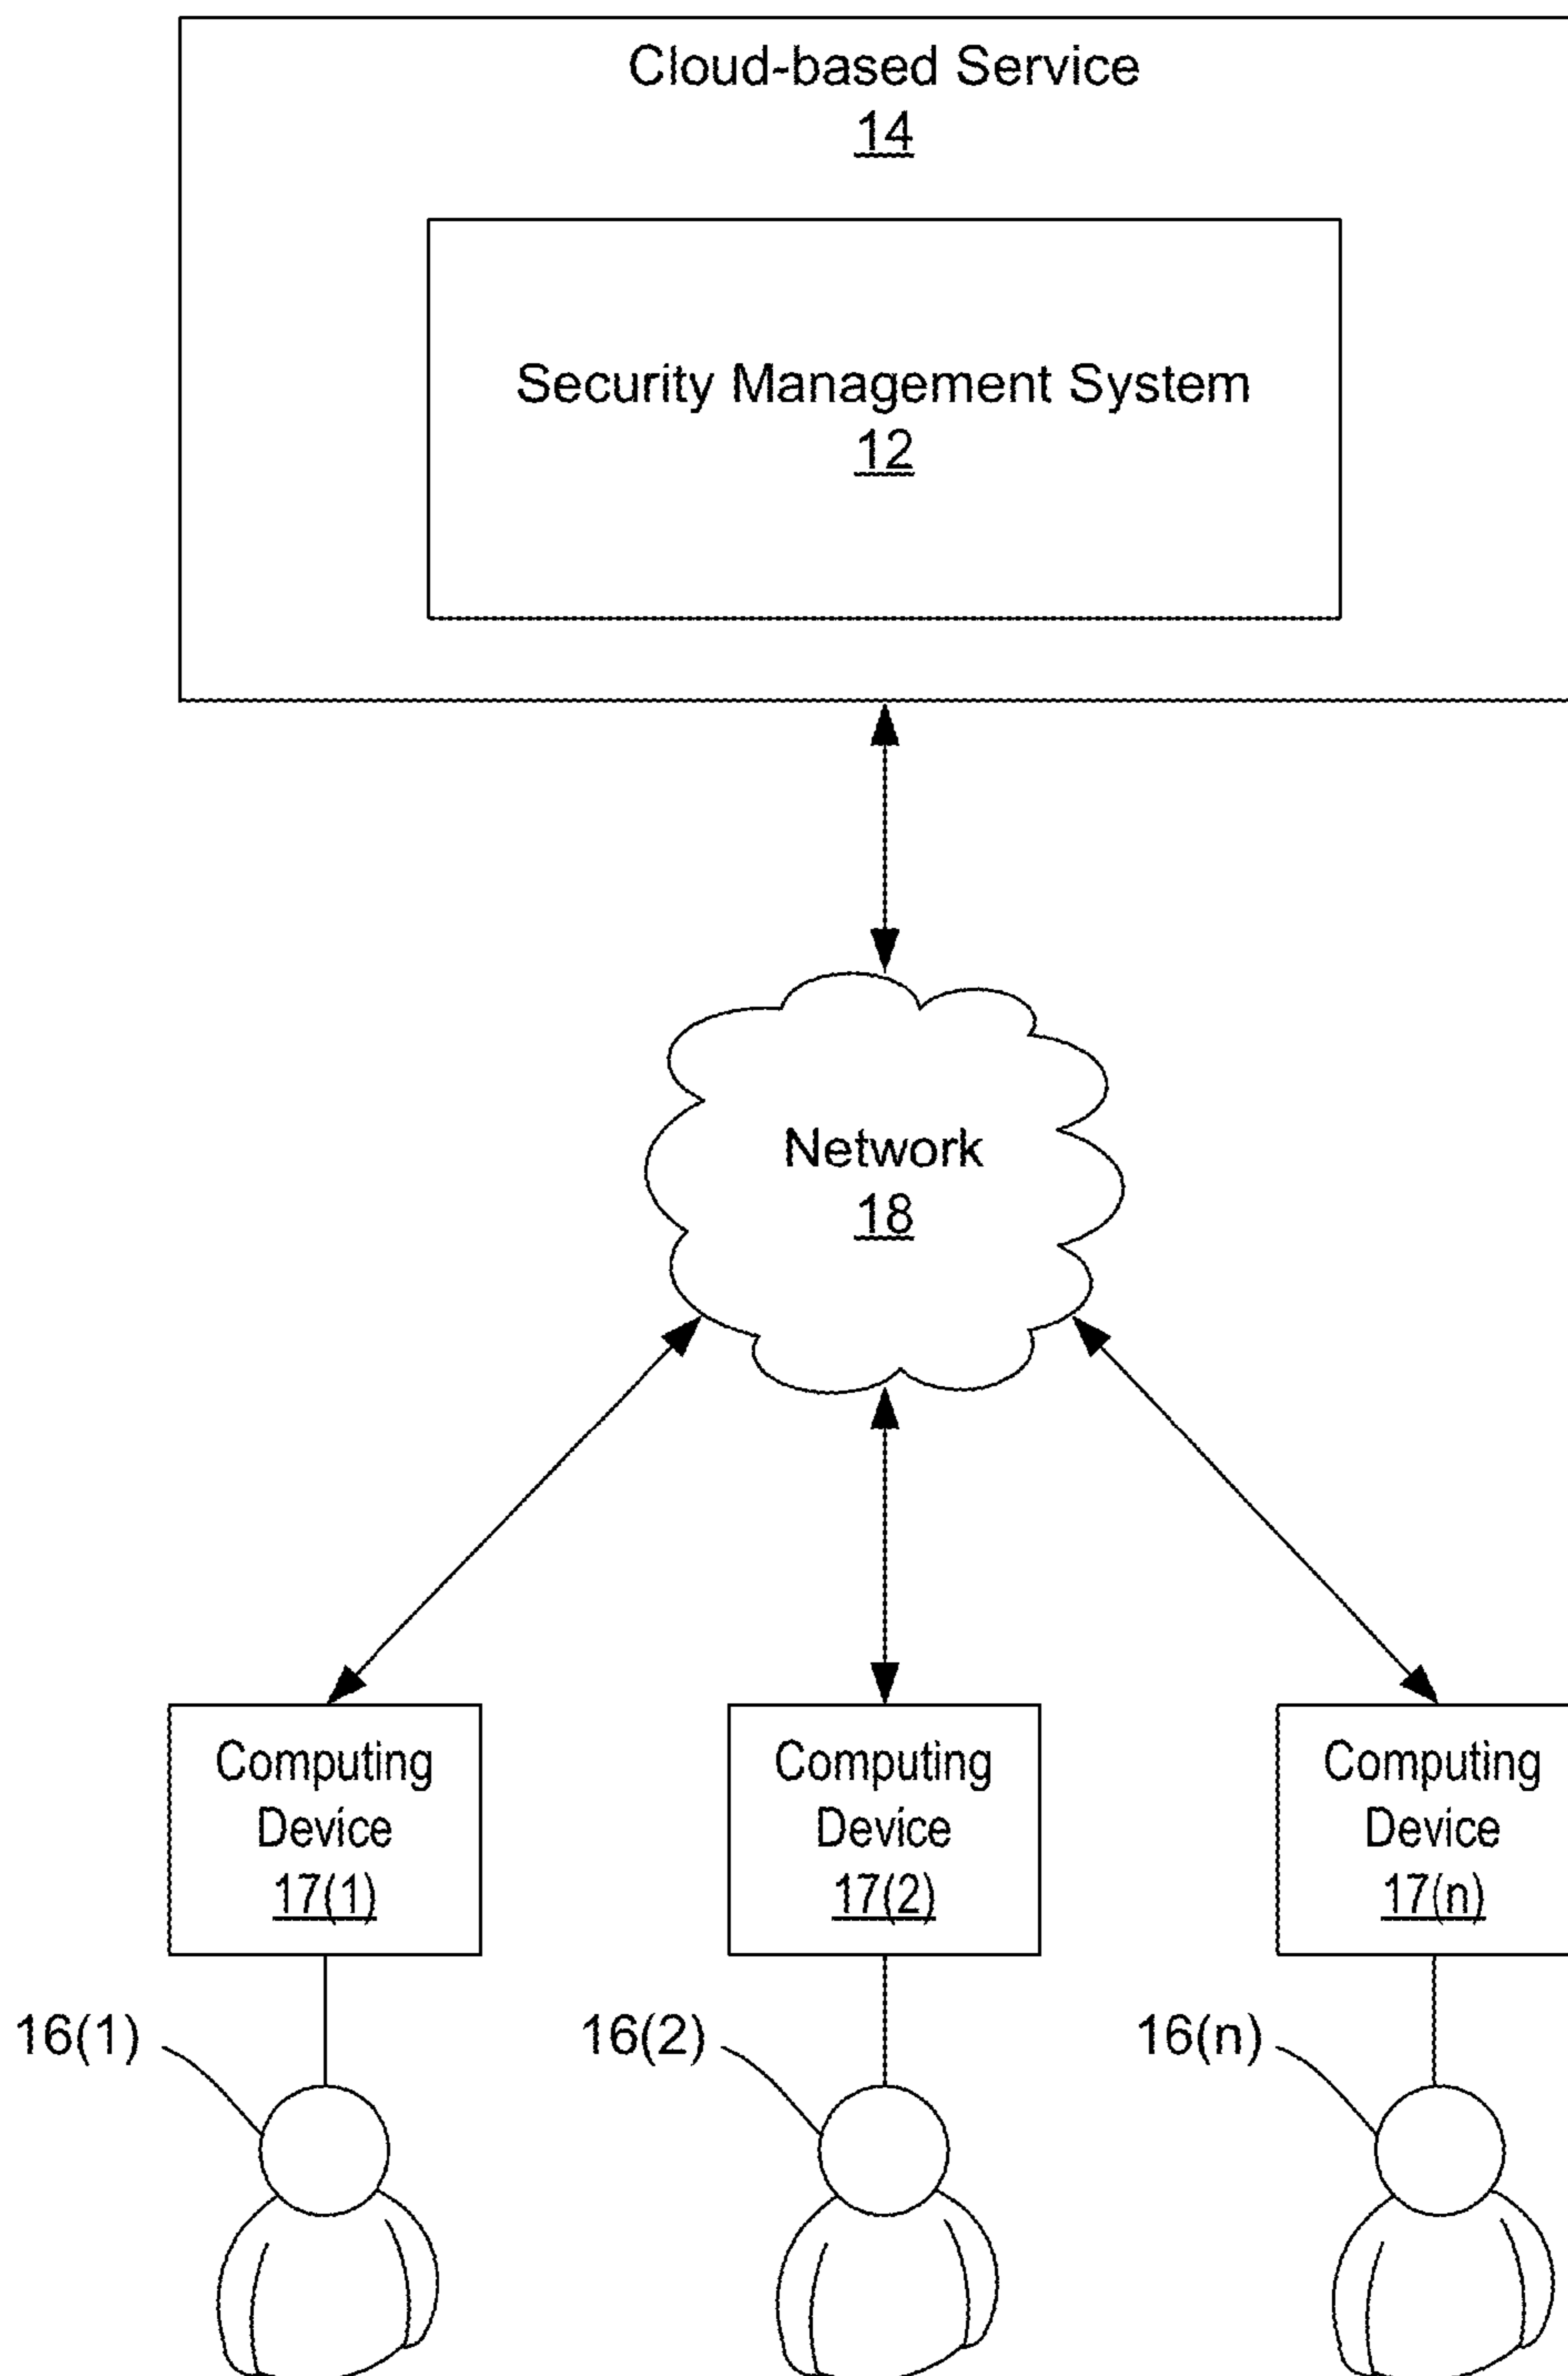 Cloud-based Service
14
Security Management System
12
Network
18
Computing
Device
17(1)
Computing
Device
17(2)
Computing
Device
17(n)
16(1)
16(2)
16(n)